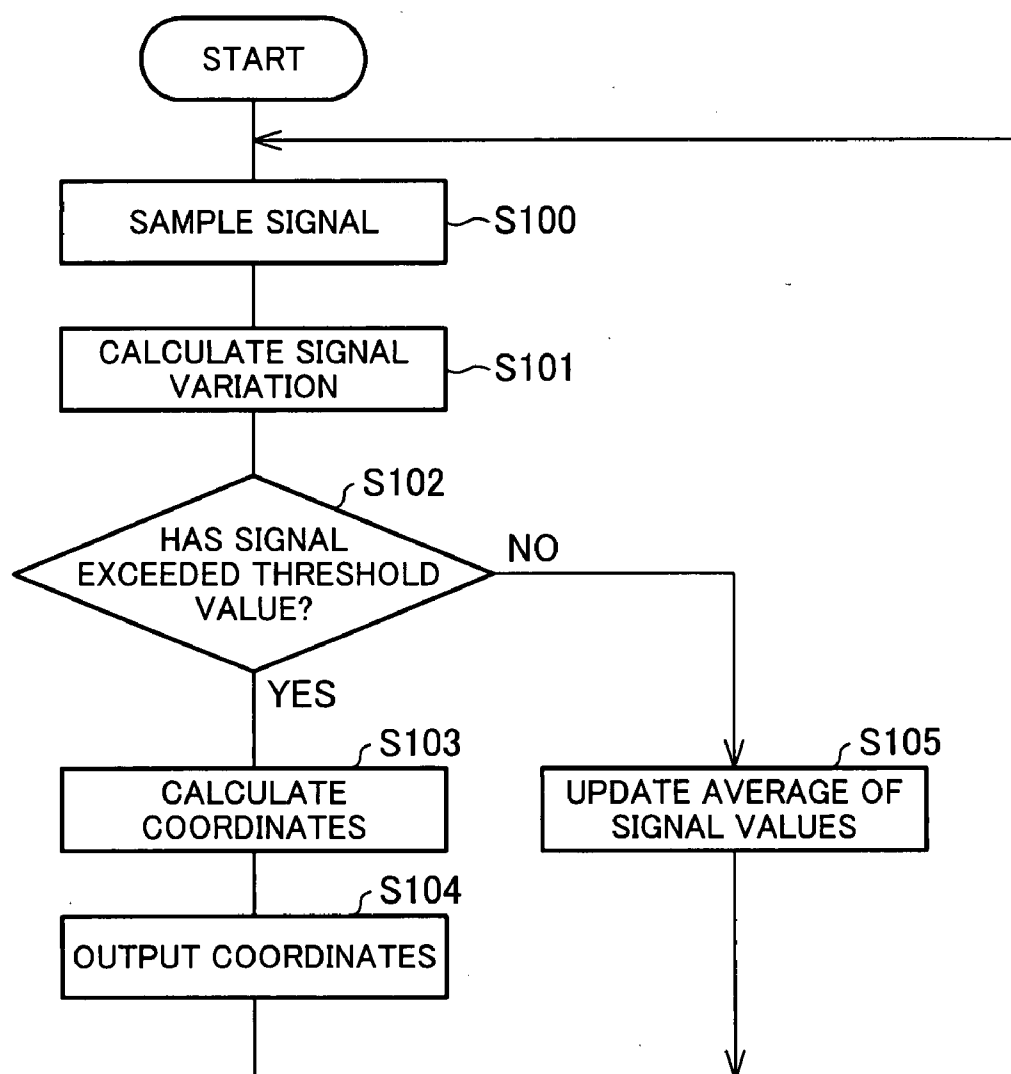 START
SAMPLE SIGNAL
S100
CALCULATE SIGNAL
VARIATION
S101
S102
HAS SIGNAL
EXCEEDED THRESHOLD
VALUE?
NO
YES
S103
CALCULATE
COORDINATES
S105
UPDATE AVERAGE OF
SIGNAL VALUES
S104
OUTPUT COORDINATES